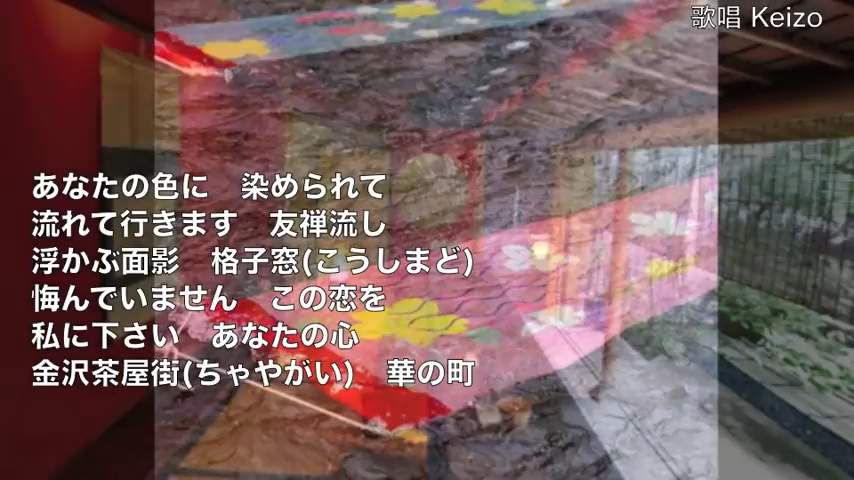 歌唱 Keizo
あなたの色に　染められて
流れて行きます　友禅流し
浮かぶ面影　格子窓(こうしまど)
悔んでいません　この恋を
私に下さい　あなたの心
金沢茶屋街(ちゃやがい)　華の町